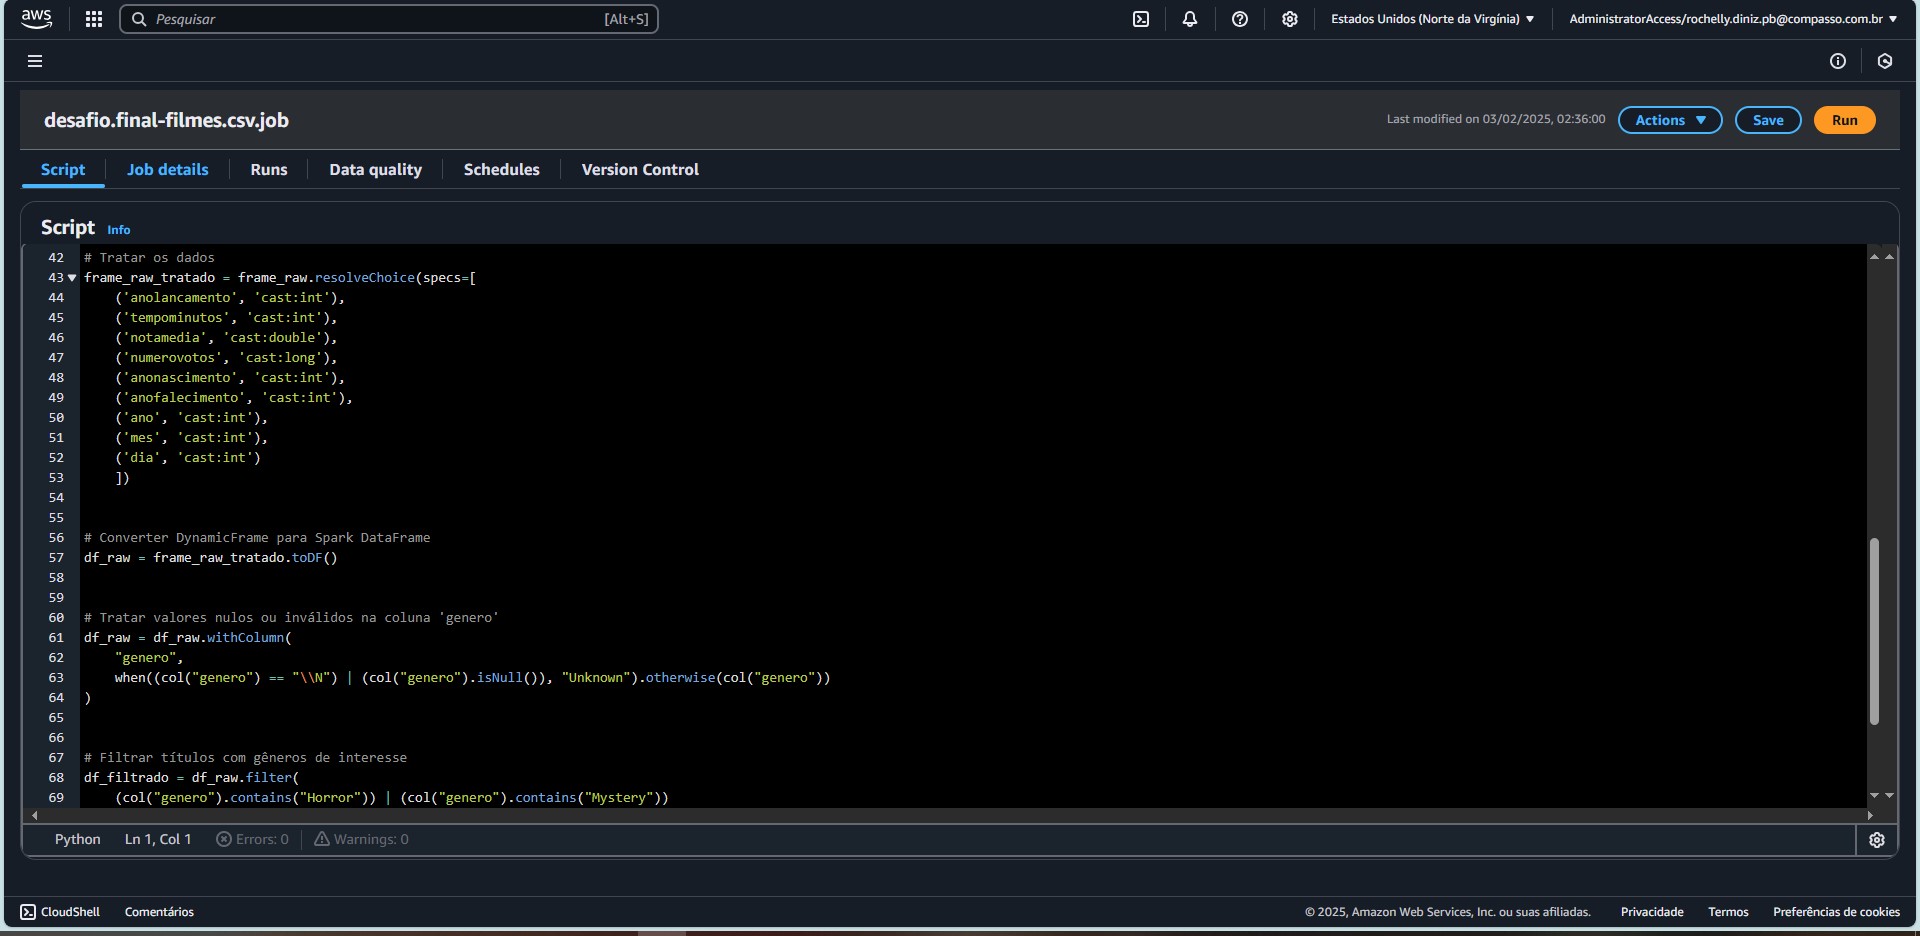 aws
Pesquisar [Alt+S]
Estados Unidos (Norte da Virgínia) ▼
AdministratorAccess/rochelly.diniz.pb@compasso.com.br ▼
desafio.final-filmes.csv.job
Last modified on 03/02/2025, 02:36:00
Actions ▼
Save
Run
Script
Job details
Runs
Data quality
Schedules
Version Control
Script Info
42 # Tratar os dados
43 frame_raw_tratado = frame_raw.resolveChoice(specs=[
44     ('anolancamento', 'cast:int'),
45     ('tempominutos', 'cast:int'),
46     ('notamedia', 'cast:double'),
47     ('numerovotos', 'cast:long'),
48     ('anonascimento', 'cast:int'),
49     ('anofalecimento', 'cast:int'),
50     ('ano', 'cast:int'),
51     ('mes', 'cast:int'),
52     ('dia', 'cast:int')
53     ])
54
55
56 # Converter DynamicFrame para Spark DataFrame
57 df_raw = frame_raw_tratado.toDF()
58
59
60 # Tratar valores nulos ou inválidos na coluna 'genero'
61 df_raw = df_raw.withColumn(
62     "genero",
63     when((col("genero") == "\\N") | (col("genero").isNull()), "Unknown").otherwise(col("genero"))
64 )
65
66
67 # Filtrar títulos com gêneros de interesse
68 df_filtrado = df_raw.filter(
69     (col("genero").contains("Horror")) | (col("genero").contains("Mystery"))
Python
Ln 1, Col 1
Errors: 0
Warnings: 0
CloudShell
Comentários
© 2025, Amazon Web Services, Inc. ou suas afiliadas.
Privacidade
Termos
Preferências de cookies